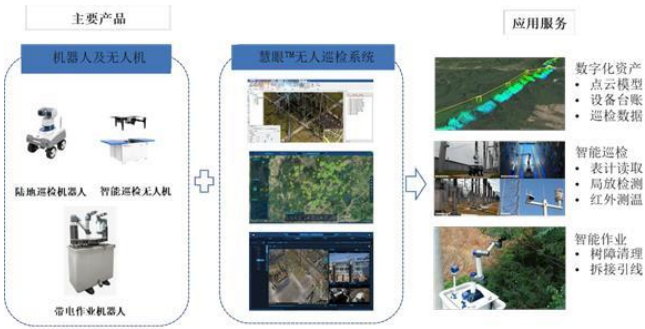 主要产品
应用服务
机器人及无人机
慧眼™无人巡检系统
陆地巡检机器人
智能巡检无人机
带电作业机器人
数字化资产
• 点云模型
• 设备台账
• 巡检数据
智能巡检
• 表计读取
• 局放检测
• 红外测温
智能作业
• 树障清理
• 拆接引线